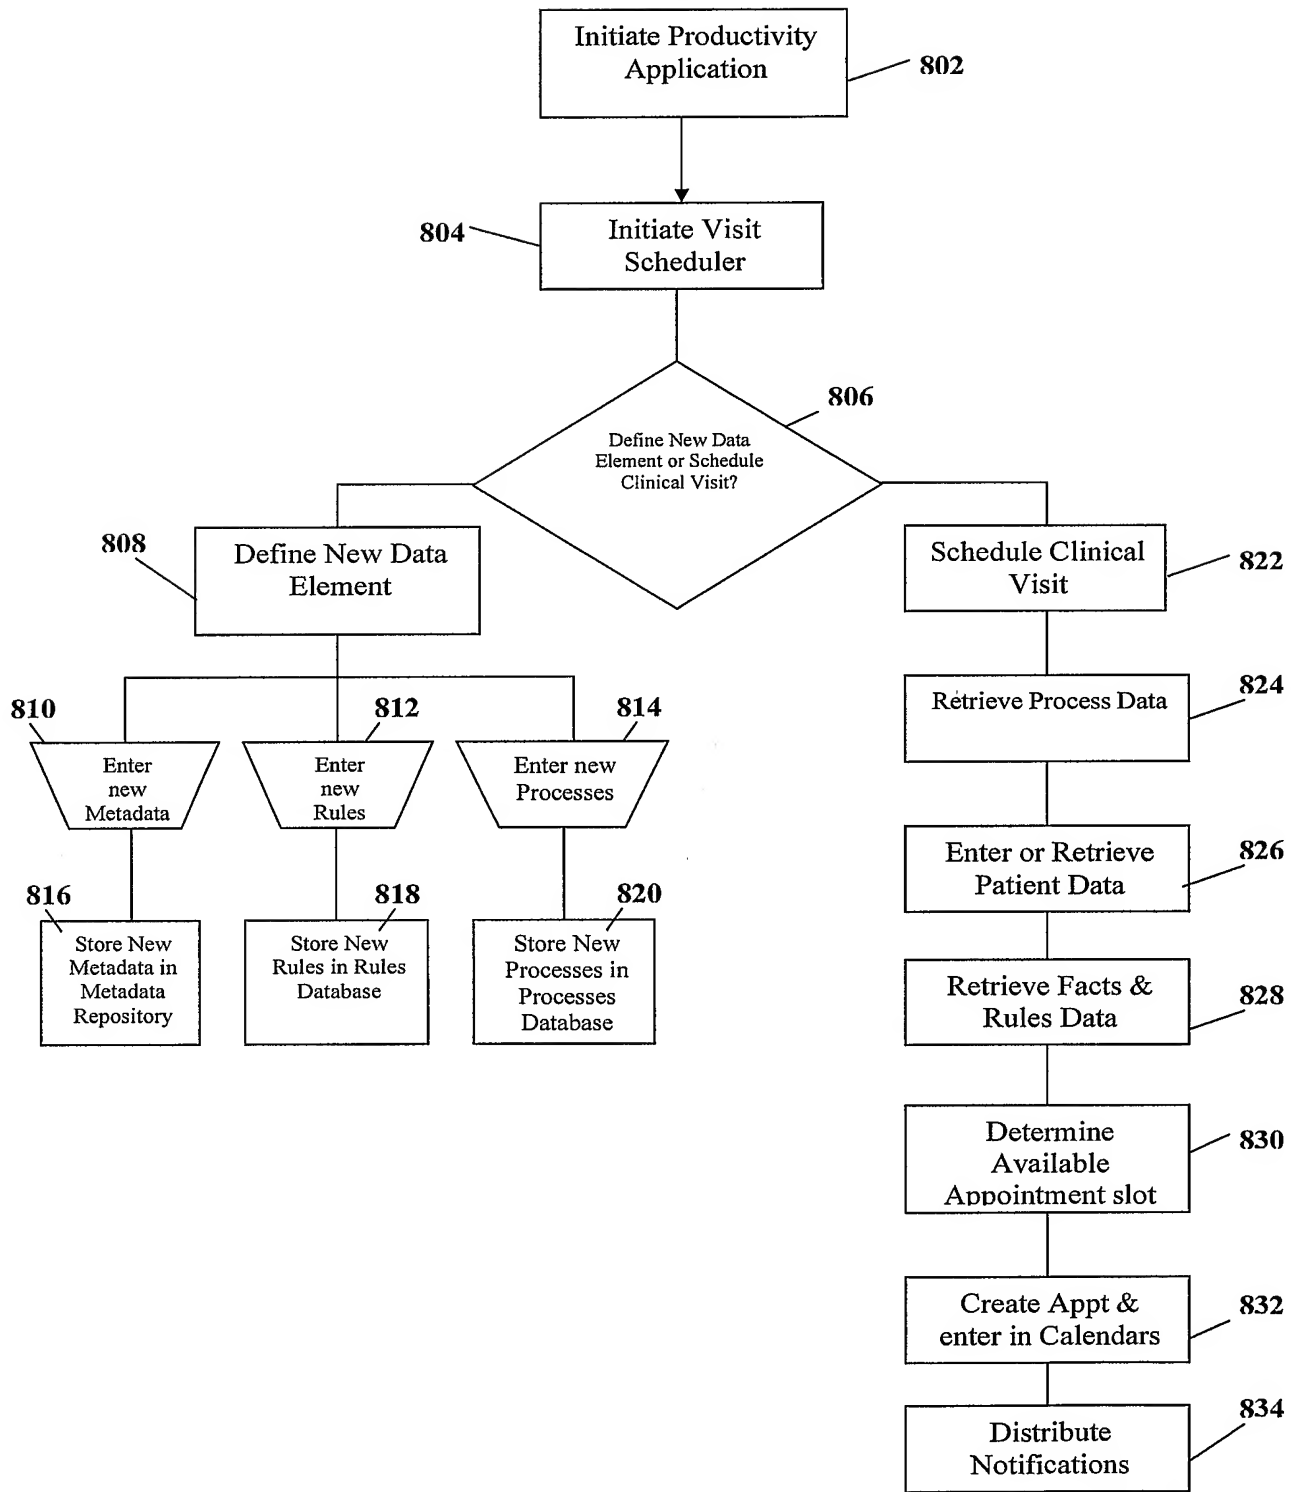 Initiate Productivity
Application
802
804
Initiate Visit
Scheduler
806
Define New Data
Element or Schedule
Clinical Visit?
808
Define New Data
Element
Schedule Clinical
Visit
822
810
812
814
Enter
new
Metadata
Enter
new
Rules
Enter new
Processes
Retrieve Process Data
824
Enter or Retrieve
Patient Data
826
816
818
820
Store New
Metadata in
Metadata
Repository
Store New
Rules in Rules
Database
Store New
Processes in
Processes
Database
Retrieve Facts &
Rules Data
828
Determine
Available
Appointment slot
830
Create Appt &
enter in Calendars
832
Distribute
Notifications
834